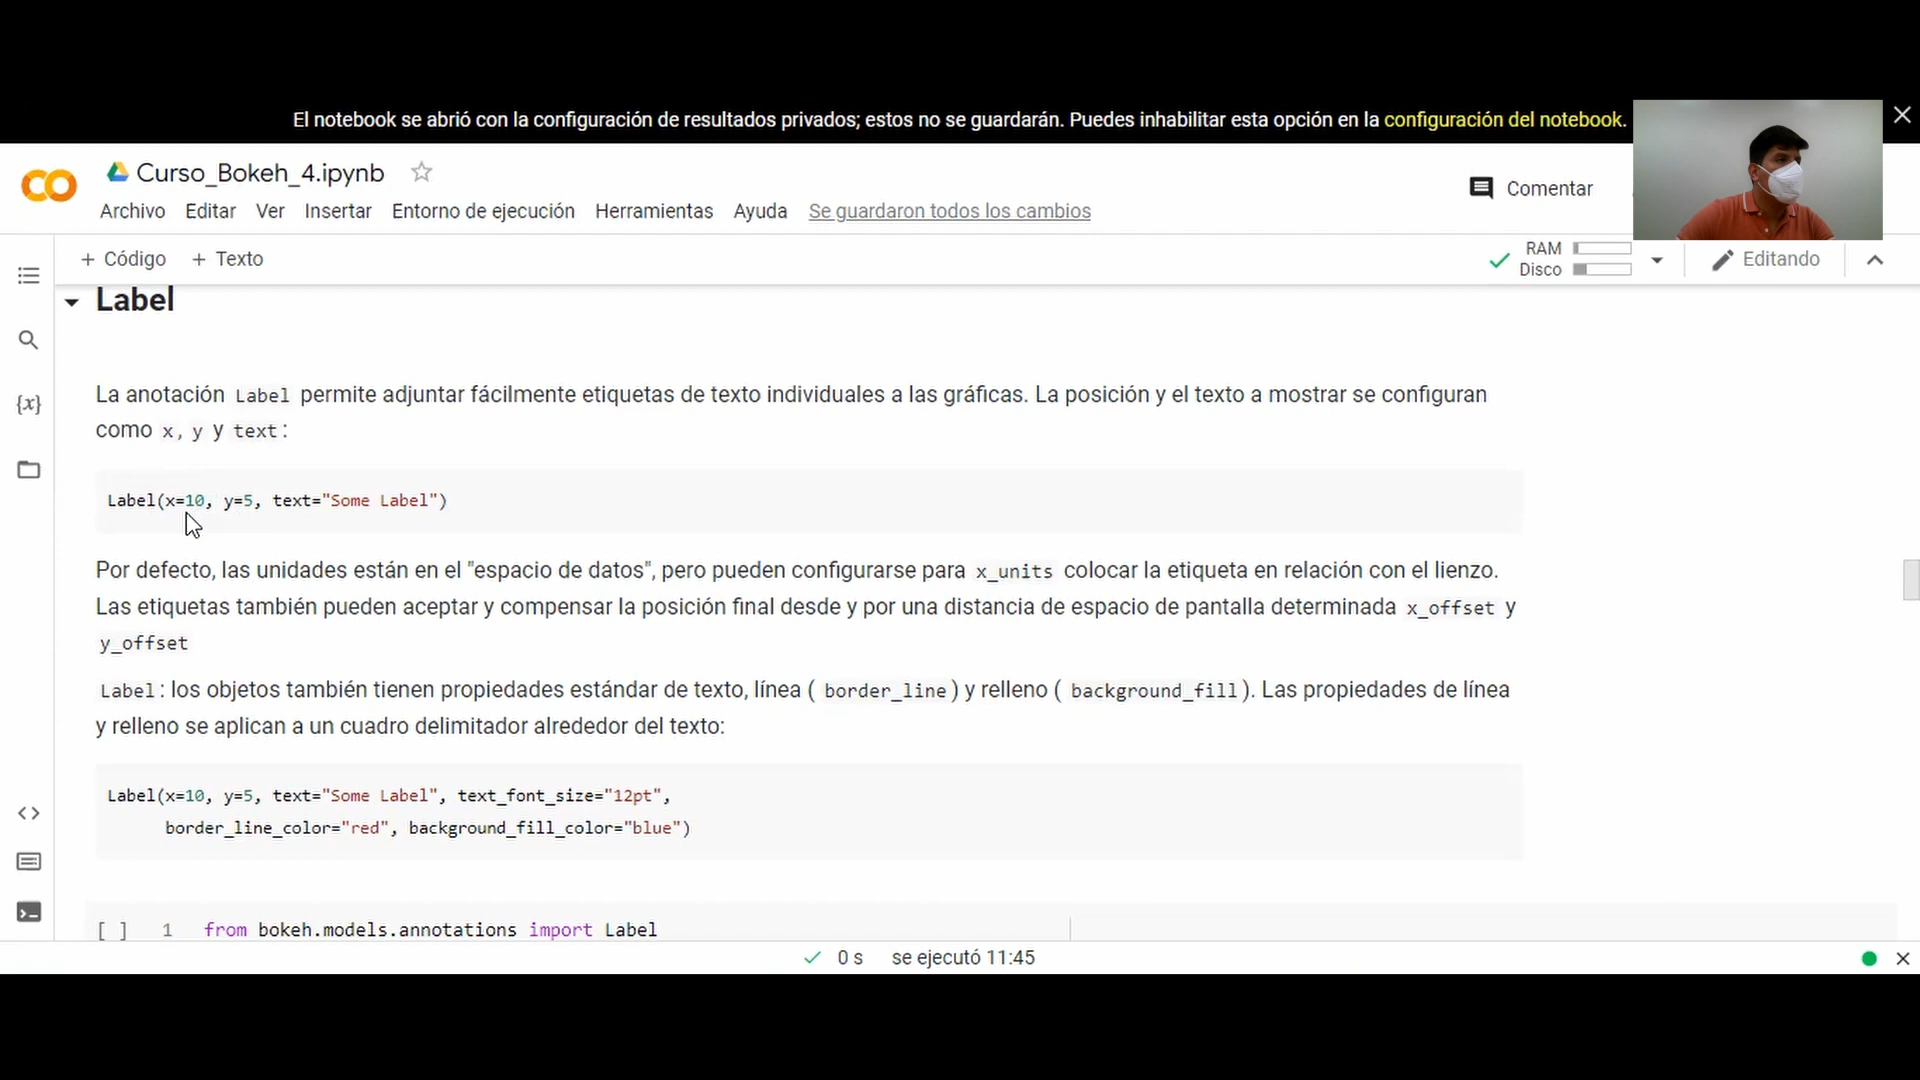 El notebook se abrió con la configuración de resultados privados; estos no se guardarán. Puedes inhabilitar esta opción en la configuración del notebook.
Curso_Bokeh_4.ipynb
Comentar
Archivo Editar Ver Insertar Entorno de ejecución Herramientas Ayuda Se guardaron todos los cambios
+ Código + Texto
RAM
Disco
Editando
Label
La anotación Label permite adjuntar fácilmente etiquetas de texto individuales a las gráficas. La posición y el texto a mostrar se configuran
como x, y y text:
Label(x=10, y=5, text="Some Label")
Por defecto, las unidades están en el "espacio de datos", pero pueden configurarse para x_units colocar la etiqueta en relación con el lienzo.
Las etiquetas también pueden aceptar y compensar la posición final desde y por una distancia de espacio de pantalla determinada x_offset y
y_offset
Label: los objetos también tienen propiedades estándar de texto, línea ( border_line) y relleno ( background_fill). Las propiedades de línea
y relleno se aplican a un cuadro delimitador alrededor del texto:
Label(x=10, y=5, text="Some Label", text_font_size="12pt",
border_line_color="red", background_fill_color="blue")
[ ] 1 from bokeh.models.annotations import Label
0 s se ejecutó 11:45